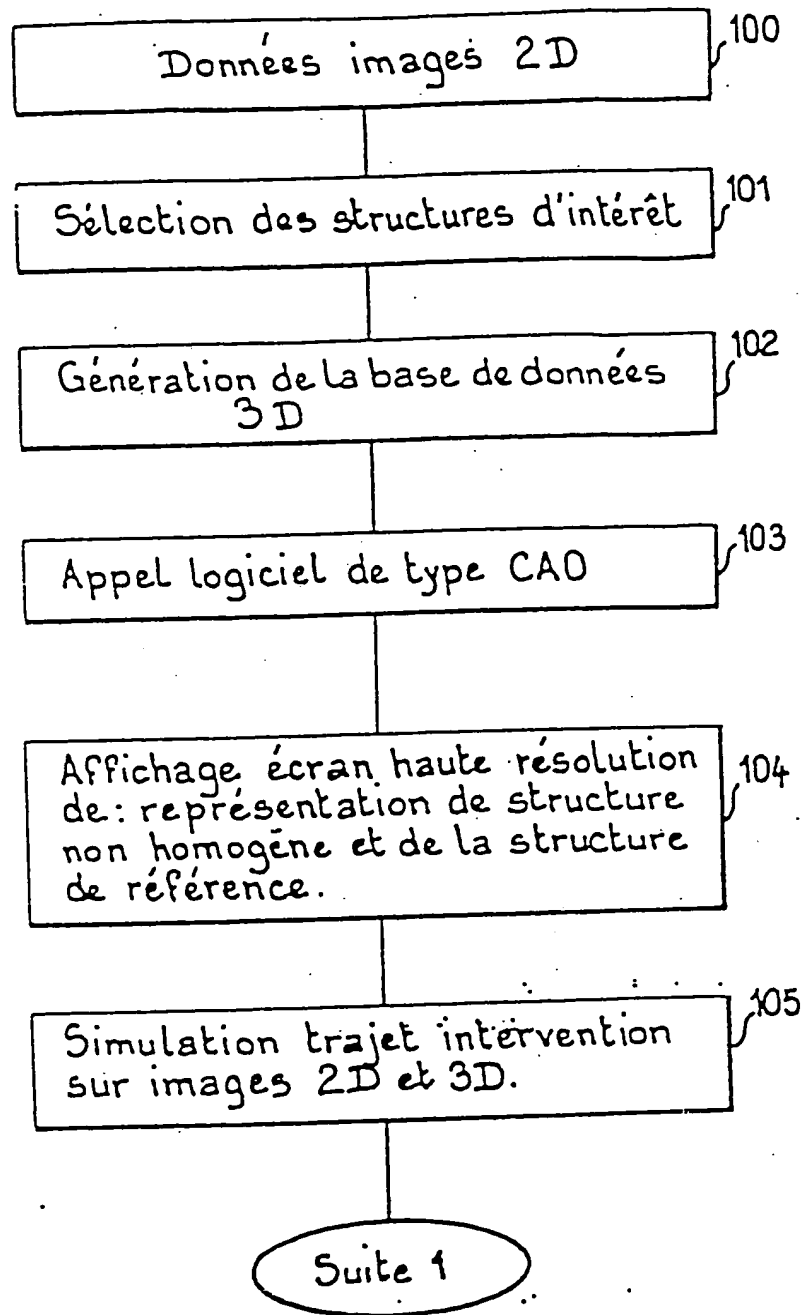 100
Données images 2D
101
Sélection des structures d'intérêt
102
Génération de la base de données
3D
103
Appel logiciel de type CAO
104
Affichage écran haute résolution
de: représentation de structure
non homogène et de la structure
de référence.
105
Simulation trajet intervention
sur images 2D et 3D.
Suite 1